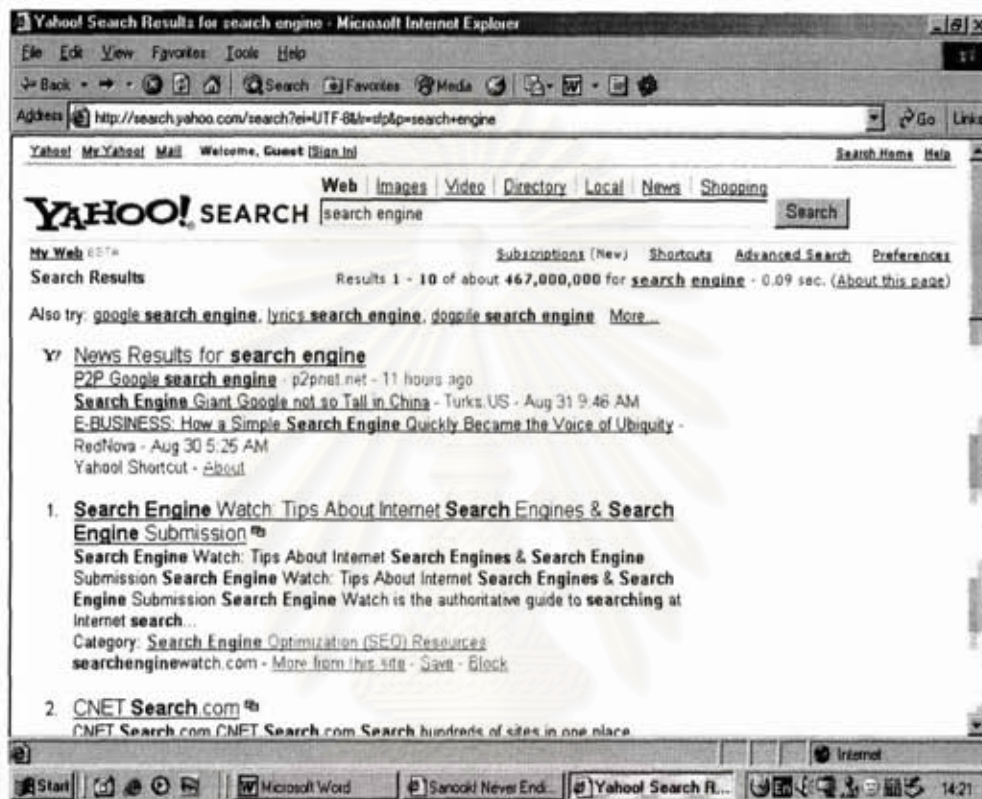 Yahoo! Search Results for search engine - Microsoft Internet Explorer
File Edit View Favorites Tools Help
Back Search Favorites Media
Address http://search.yahoo.com/search?ei=UTF-8&fr=sfp&p=search+engine Go Links
Yahoo! My Yahoo! Mail Welcome, Guest [Sign In] Search Home Help
Web Images Video Directory Local News Shopping
YAHOO! SEARCH search engine Search
My Web BETA Subscriptions (New) Shortcuts Advanced Search Preferences
Search Results Results 1 - 10 of about 467,000,000 for search engine - 0.09 sec. (About this page)
Also try: google search engine, lyrics search engine, dogpile search engine More...
Y! News Results for search engine
P2P Google search engine - p2pnet.net - 11 hours ago
Search Engine Giant Google not so Tall in China - Turks.US - Aug 31 9:46 AM
E-BUSINESS: How a Simple Search Engine Quickly Became the Voice of Ubiquity -
RedNova - Aug 30 5:25 AM
Yahoo! Shortcut - About
1. Search Engine Watch: Tips About Internet Search Engines & Search
Engine Submission
Search Engine Watch: Tips About Internet Search Engines & Search Engine
Submission Search Engine Watch: Tips About Internet Search Engines & Search
Engine Submission Search Engine Watch is the authoritative guide to searching at
Internet search...
Category: Search Engine Optimization (SEO) Resources
searchenginewatch.com - More from this site - Save - Block
2. CNET Search.com
CNET Search.com CNET Search.com Search hundreds of sites in one place
Internet
Start Microsoft Word Sanook! Never Endi... Yahoo! Search R... 14:21